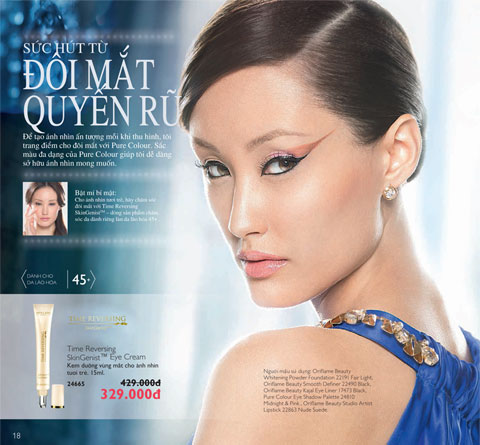 SỨC HÚT TỪ
ĐÔI MẮT
QUYẾN RŨ
Để tạo ánh nhìn ấn tượng mỗi khi thu hình, tôi
trang điểm cho đôi mắt với Pure Colour. Sắc
màu đa dạng của Pure Colour giúp tôi dễ dàng
sở hữu ánh nhìn mong muốn.
Bật mí bí mật:
Cho ánh nhìn tươi trẻ, hãy chăm sóc
đôi mắt với Time Reversing
SkinGenist™ – dòng sản phẩm chăm
sóc da dành riêng cho da lão hóa 45+.
DÀNH CHO
DA LÃO HÓA
45+
TIME REVERSING
Time Reversing
SkinGenist™ Eye Cream
Kem dưỡng vùng mắt cho ánh nhìn
tươi trẻ. 15ml.
24665
429.000đ
329.000đ
Người mẫu sử dụng: Oriflame Beauty
Whitening Powder Foundation 22191 Fair Light,
Oriflame Beauty Smooth Definer 22490 Black,
Oriflame Beauty Kajal Eye Liner 17473 Black,
Pure Colour Eye Shadow Palette 24810
Midnight & Pink, Oriflame Beauty Studio Artist
Lipstick 22863 Nude Suede.
18